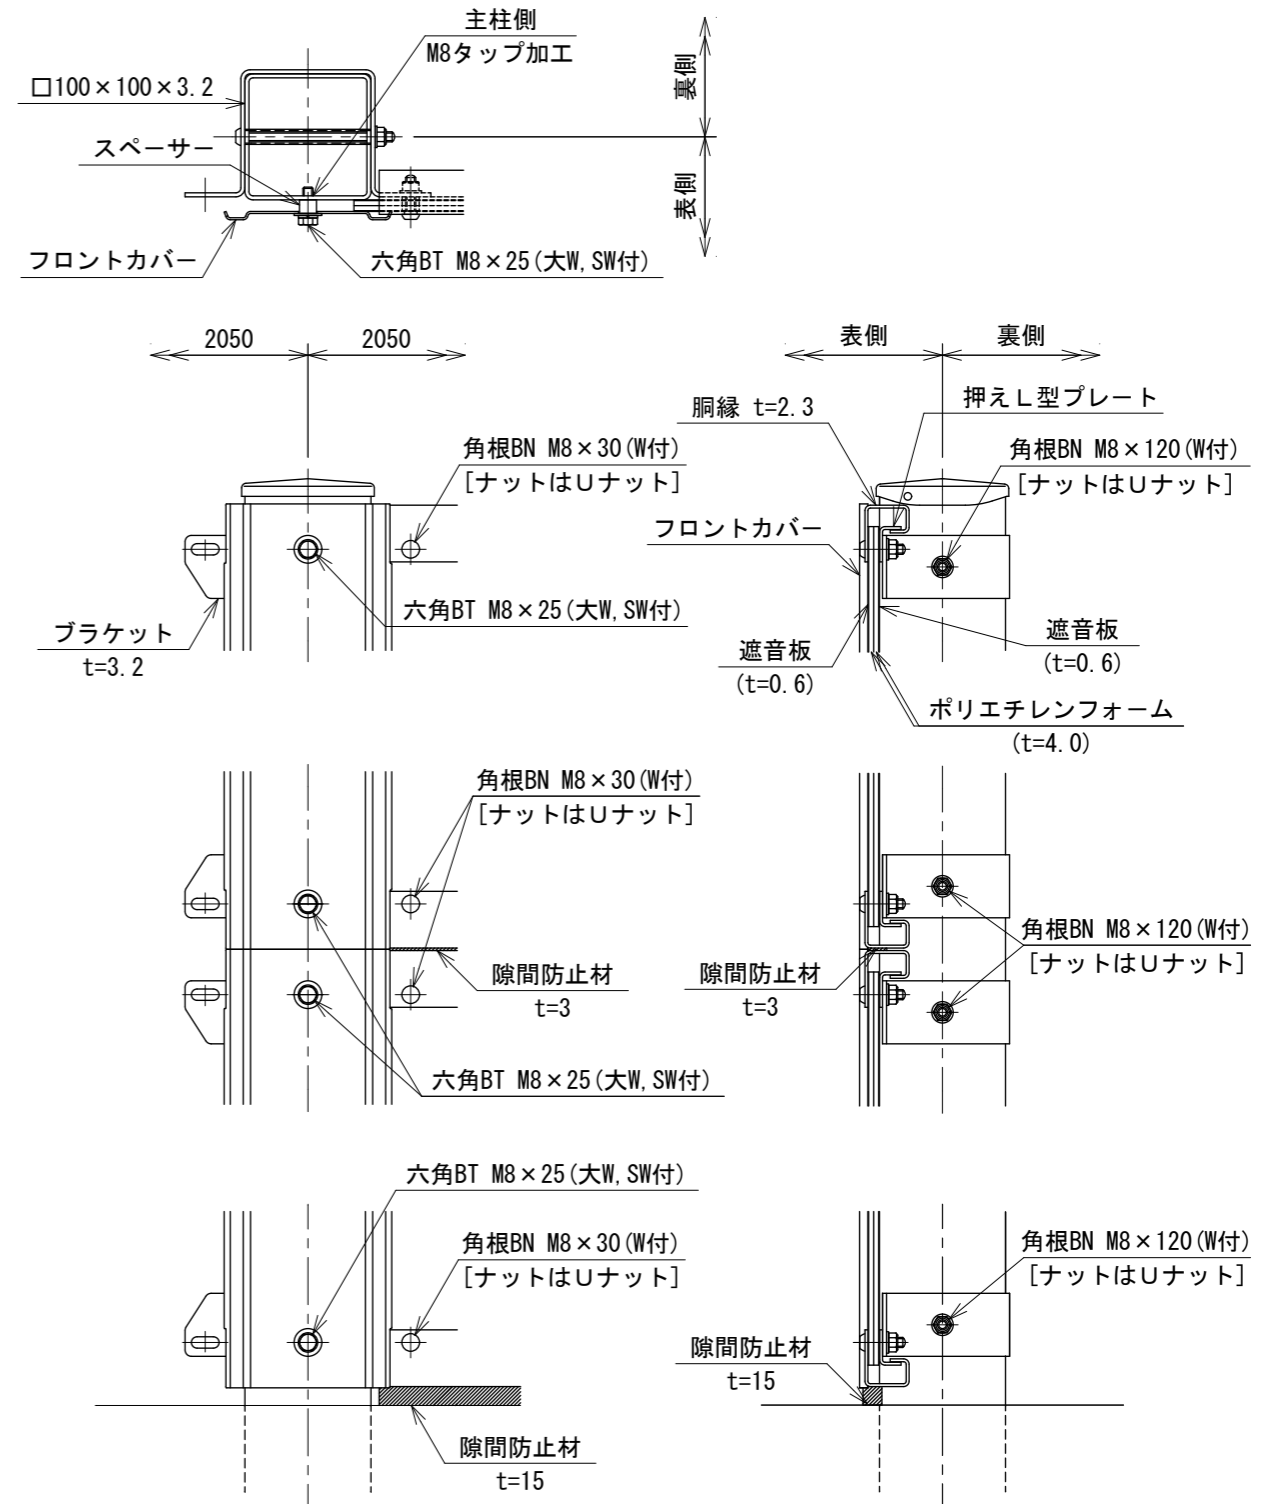 主柱側
M8タップ加工
裏側
□100×100×3.2
スペーサー
表側
フロントカバー
六角BT M8×25(大W,SW付)
2050
2050
表側
裏側
胴縁 t=2.3
押えL型プレート
角根BN M8×30(W付)
[ナットはUナット]
角根BN M8×120(W付)
[ナットはUナット]
フロントカバー
六角BT M8×25(大W,SW付)
ブラケット
t=3.2
遮音板
(t=0.6)
遮音板
(t=0.6)
ポリエチレンフォーム
(t=4.0)
角根BN M8×30(W付)
[ナットはUナット]
角根BN M8×120(W付)
[ナットはUナット]
隙間防止材
t=3
隙間防止材
t=3
六角BT M8×25(大W,SW付)
六角BT M8×25(大W,SW付)
角根BN M8×30(W付)
[ナットはUナット]
角根BN M8×120(W付)
[ナットはUナット]
隙間防止材
t=15
隙間防止材
t=15